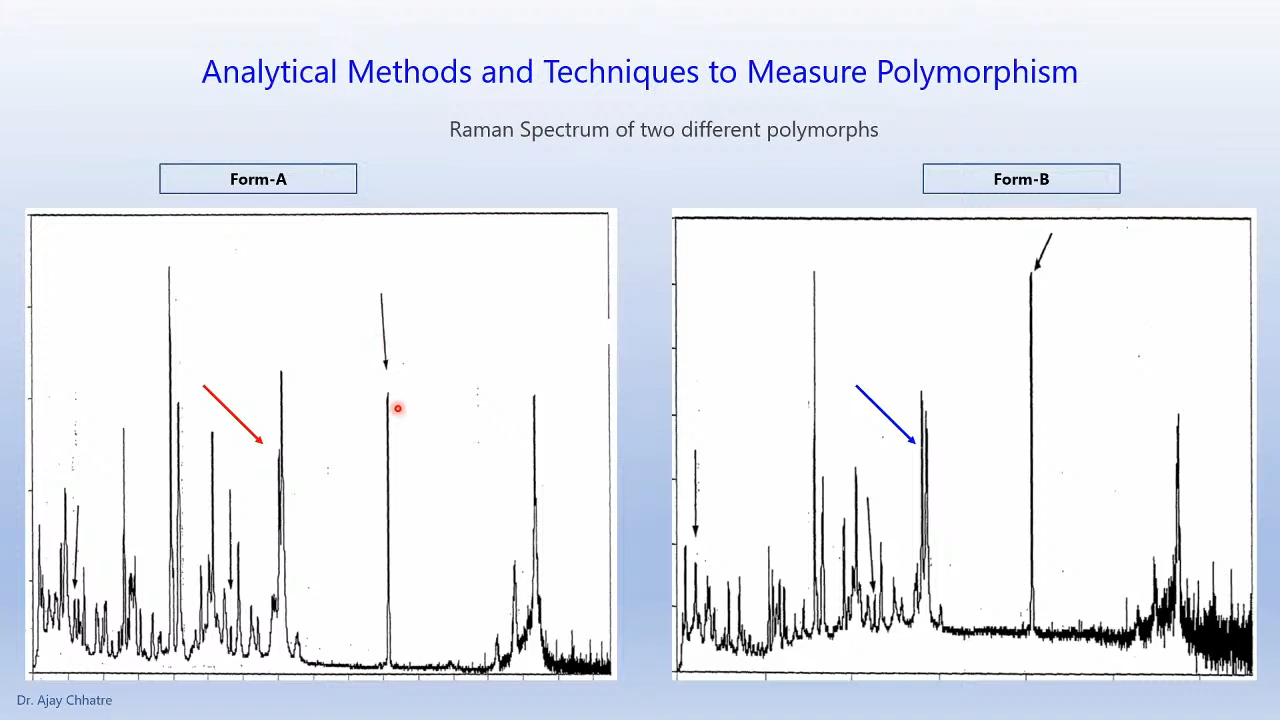 Analytical Methods and Techniques to Measure Polymorphism
Raman Spectrum of two different polymorphs
Form-A
Form-B
Dr. Ajay Chhatre